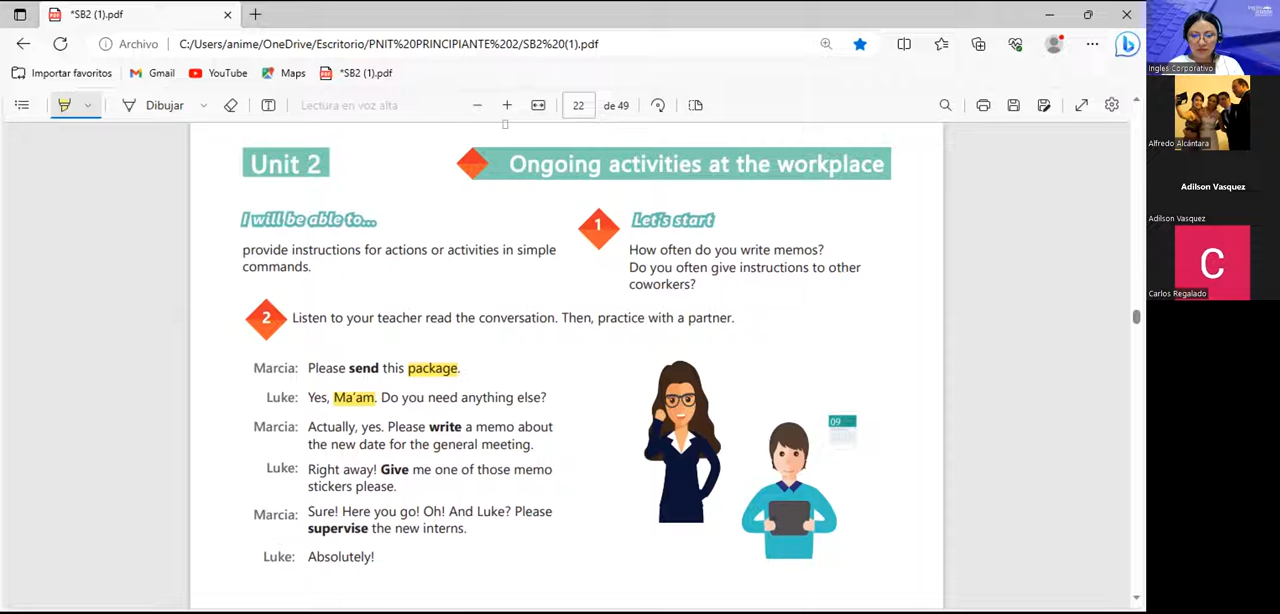 *SB2 (1).pdf
Archivo C:/Users/anime/OneDrive/Escritorio/PNIT%20PRINCIPIANTE%202/SB2%20(1).pdf
Importar favoritos Gmail YouTube Maps *SB2 (1).pdf
Dibujar Lectura en voz alta 22 de 49
Unit 2 Ongoing activities at the workplace
I will be able to...
provide instructions for actions or activities in simple
commands.
1 Let's start
How often do you write memos?
Do you often give instructions to other
coworkers?
2 Listen to your teacher read the conversation. Then, practice with a partner.
Marcia: Please send this package.
Luke: Yes, Ma'am. Do you need anything else?
Marcia: Actually, yes. Please write a memo about
the new date for the general meeting.
Luke: Right away! Give me one of those memo
stickers please.
Marcia: Sure! Here you go! Oh! And Luke? Please
supervise the new interns.
Luke: Absolutely!
09
Ingles Corporativo
Alfredo Alcántara
Adilson Vasquez
Adilson Vasquez
C
Carlos Regalado